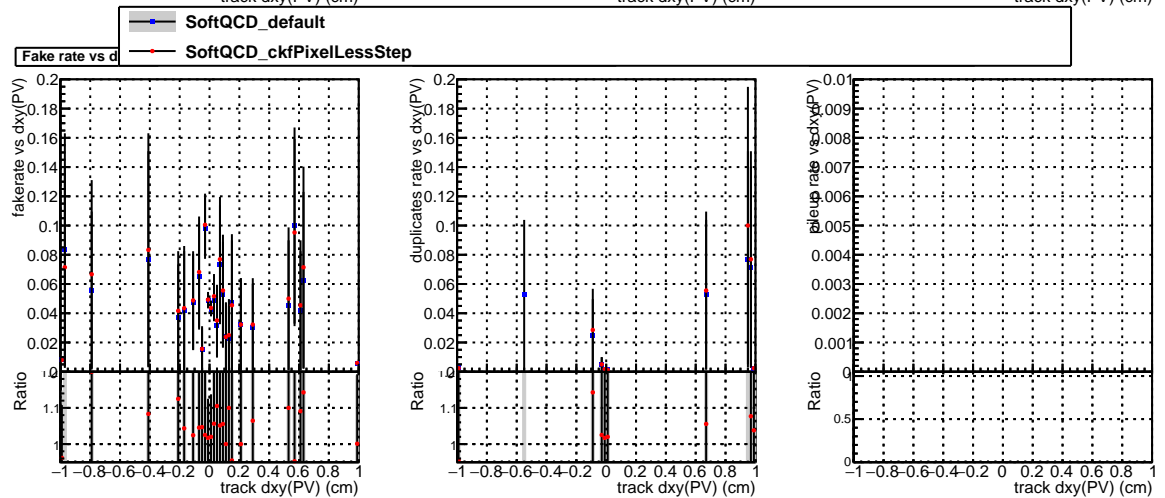 track dxy(PV) (cm)
track dxy(PV) (cm)
track dxy(PV) (cm)
SoftQCD_default
SoftQCD_ckfPixelLessStep
Fake rate vs d
fakerate vs dxy(PV)
0.2
0.18
0.16
0.14
0.12
0.1
0.08
0.06
0.04
0.02
0
Ratio
1.1
1
−1 −0.8 −0.6 −0.4 −0.2 0 0.2 0.4 0.6 0.8 1
track dxy(PV) (cm)
duplicates rate vs dxy(PV)
0.2
0.18
0.16
0.14
0.12
0.1
0.08
0.06
0.04
0.02
0
Ratio
1.1
1
−1 −0.8 −0.6 −0.4 −0.2 0 0.2 0.4 0.6 0.8 1
track dxy(PV) (cm)
pileup rate vs dxy(PV)
0.01
0.009
0.008
0.007
0.006
0.005
0.004
0.003
0.002
0.001
0
Ratio
1
0.5
0
−1 −0.8 −0.6 −0.4 −0.2 0 0.2 0.4 0.6 0.8 1
track dxy(PV) (cm)